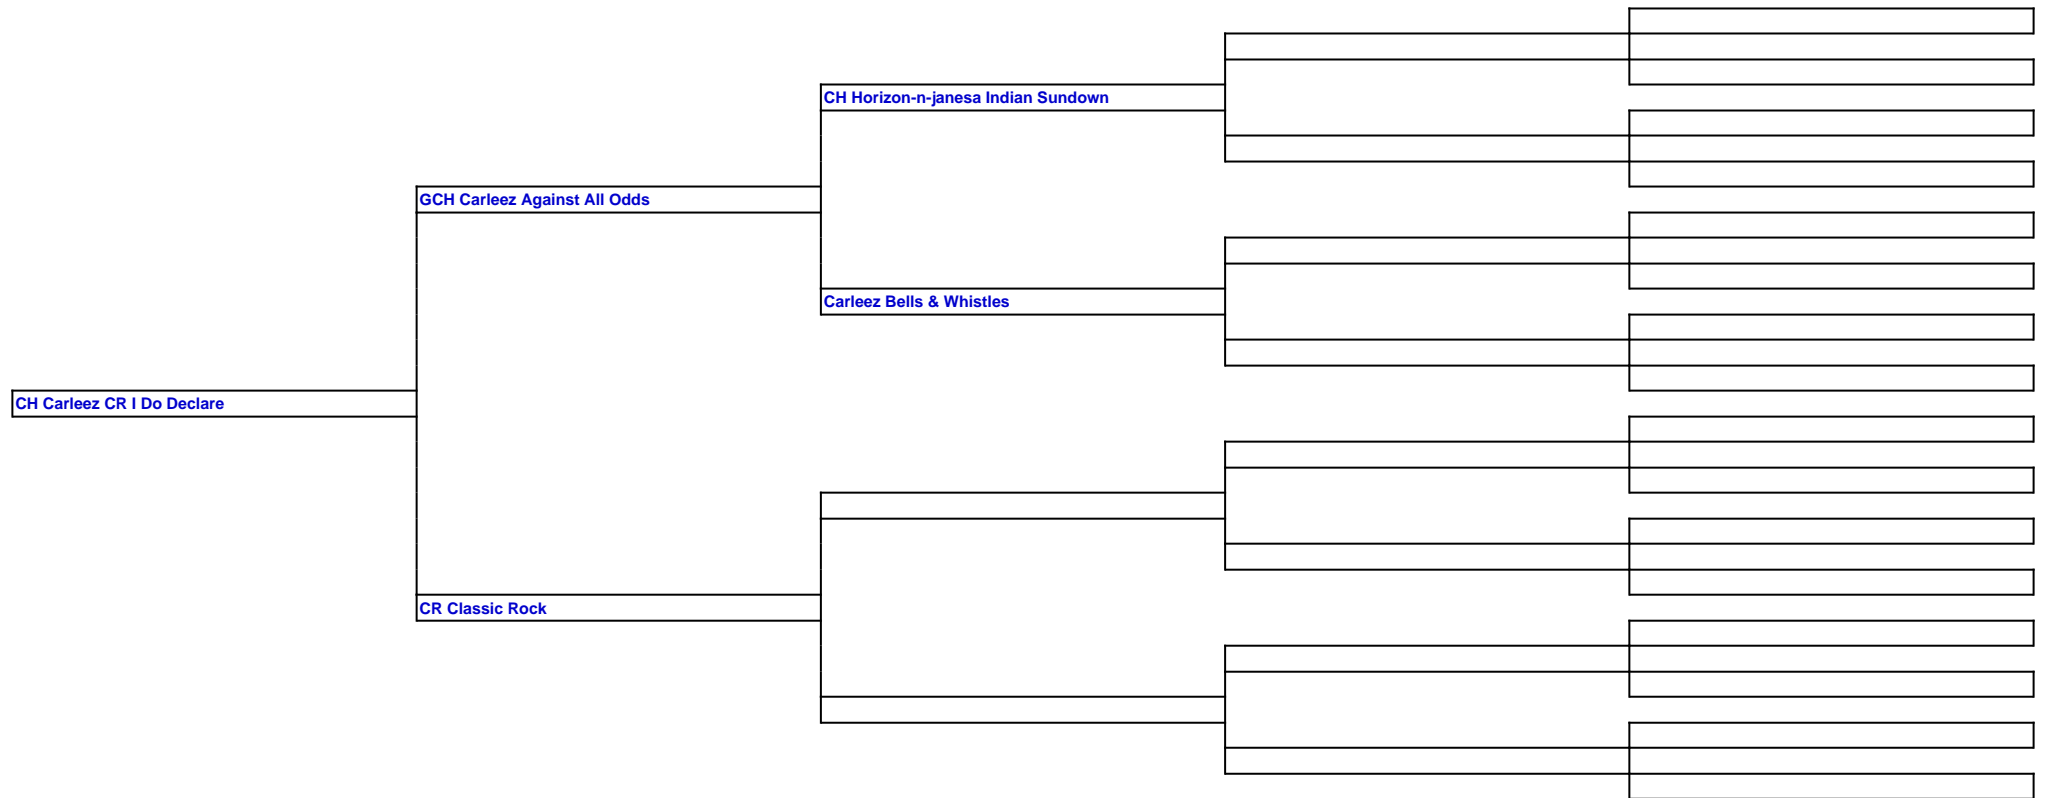 CH Horizon-n-janesa Indian Sundown
GCH Carleez Against All Odds
Carleez Bells & Whistles
CH Carleez CR I Do Declare
CR Classic Rock